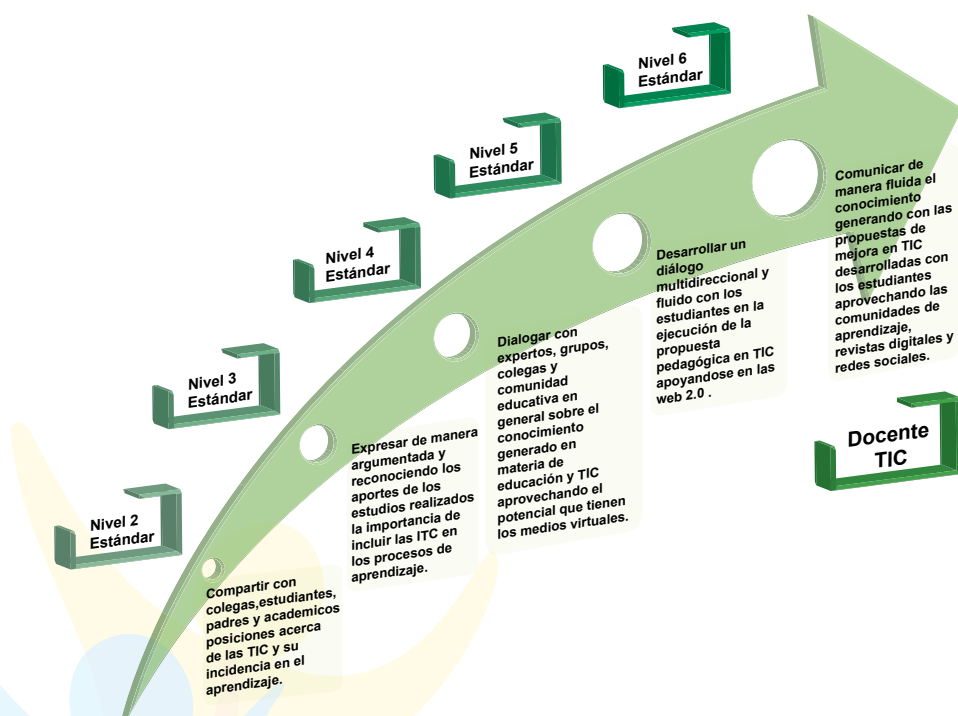 Nivel 6
Estándar
Nivel 5
Estándar
Nivel 4
Estándar
Nivel 3
Estándar
Nivel 2
Estándar
Compartir con
colegas,estudiantes,
padres y academicos
posiciones acerca
de las TIC y su
incidencia en el
aprendizaje.
Expresar de manera
argumentada y
reconociendo los
aportes de los
estudios realizados
la importancia de
incluir las ITC en
los procesos de
aprendizaje.
Dialogar con
expertos, grupos,
colegas y
comunidad
educativa en
general sobre el
conocimiento
generado en
materia de
educación y TIC
aprovechando el
potencial que tienen
los medios virtuales.
Desarrollar un
diálogo
multidireccional y
fluido con los
estudiantes en la
ejecución de la
propuesta
pedagógica en TIC
apoyandose en las
web 2.0 .
Comunicar de
manera fluida el
conocimiento
generando con las
propuestas de
mejora en TIC
desarrolladas con
los estudiantes
aprovechando las
comunidades de
aprendizaje,
revistas digitales y
redes sociales.
Docente
TIC